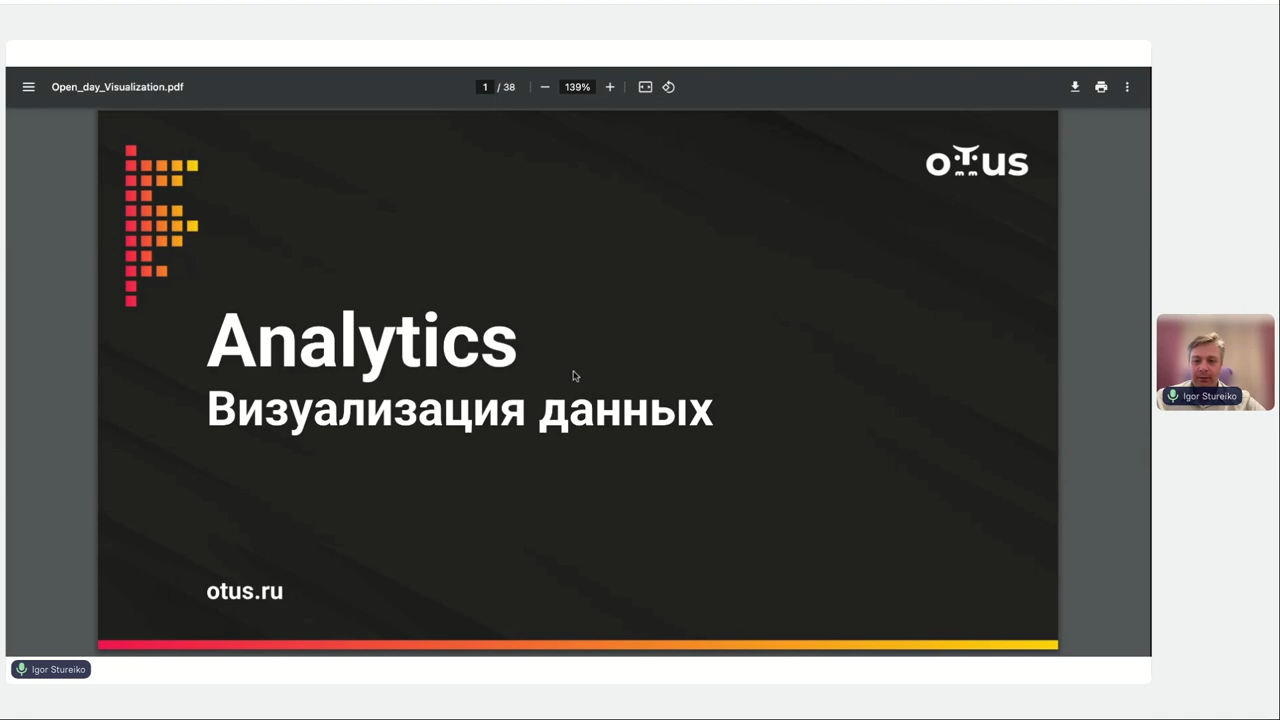 Open_day_Visualization.pdf
1 / 38
139%
otus
Analytics
Визуализация данных
otus.ru
Igor Stureiko
Igor Stureiko